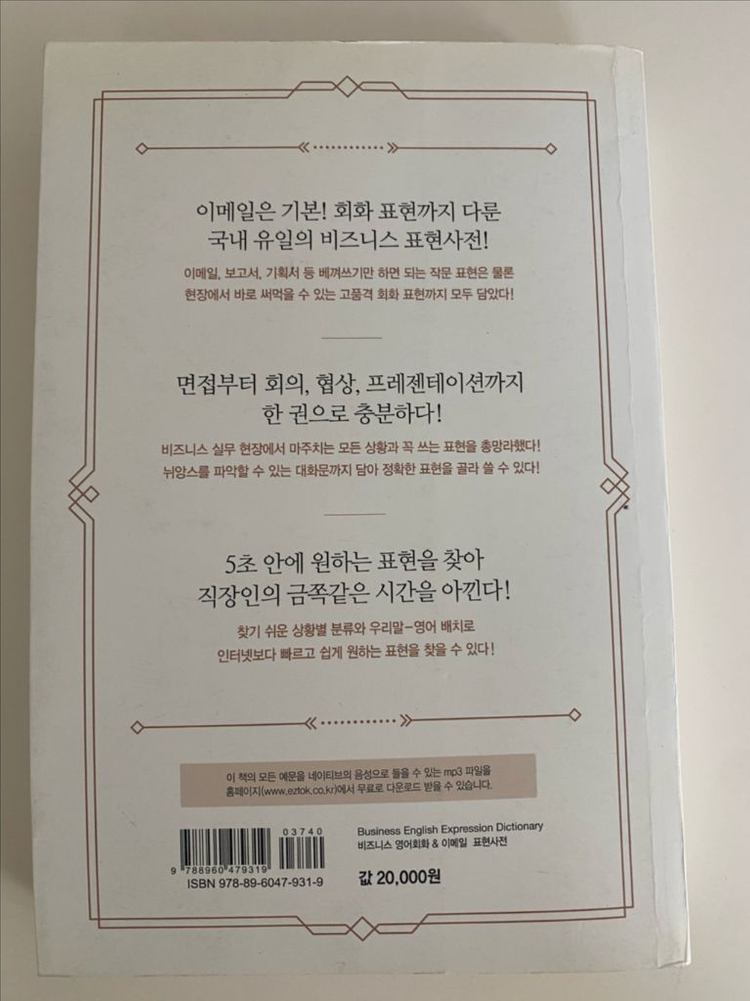 이메일은 기본! 회화 표현까지 다룬
국내 유일의 비즈니스 표현사전!
이메일, 보고서, 기획서 등 베껴쓰기만 하면 되는 작문 표현은 물론
현장에서 바로 써먹을 수 있는 고품격 회화 표현까지 모두 담았다!
면접부터 회의, 협상, 프레젠테이션까지
한 권으로 충분하다!
비즈니스 실무 현장에서 마주치는 모든 상황과 꼭 쓰는 표현을 총망라했다!
뉘앙스를 파악할 수 있는 대화문까지 담아 정확한 표현을 골라 쓸 수 있다!
5초 안에 원하는 표현을 찾아
직장인의 금쪽같은 시간을 아낀다!
찾기 쉬운 상황별 분류와 우리말-영어 배치로
인터넷보다 빠르고 쉽게 원하는 표현을 찾을 수 있다!
이 책의 모든 예문을 네이티브의 음성으로 들을 수 있는 mp3 파일을
홈페이지(www.eztok.co.kr)에서 무료로 다운로드 받을 수 있습니다.
03740
9 788960 479319
ISBN 978-89-6047-931-9
Business English Expression Dictionary
비즈니스 영어회화 & 이메일 표현사전
값 20,000원